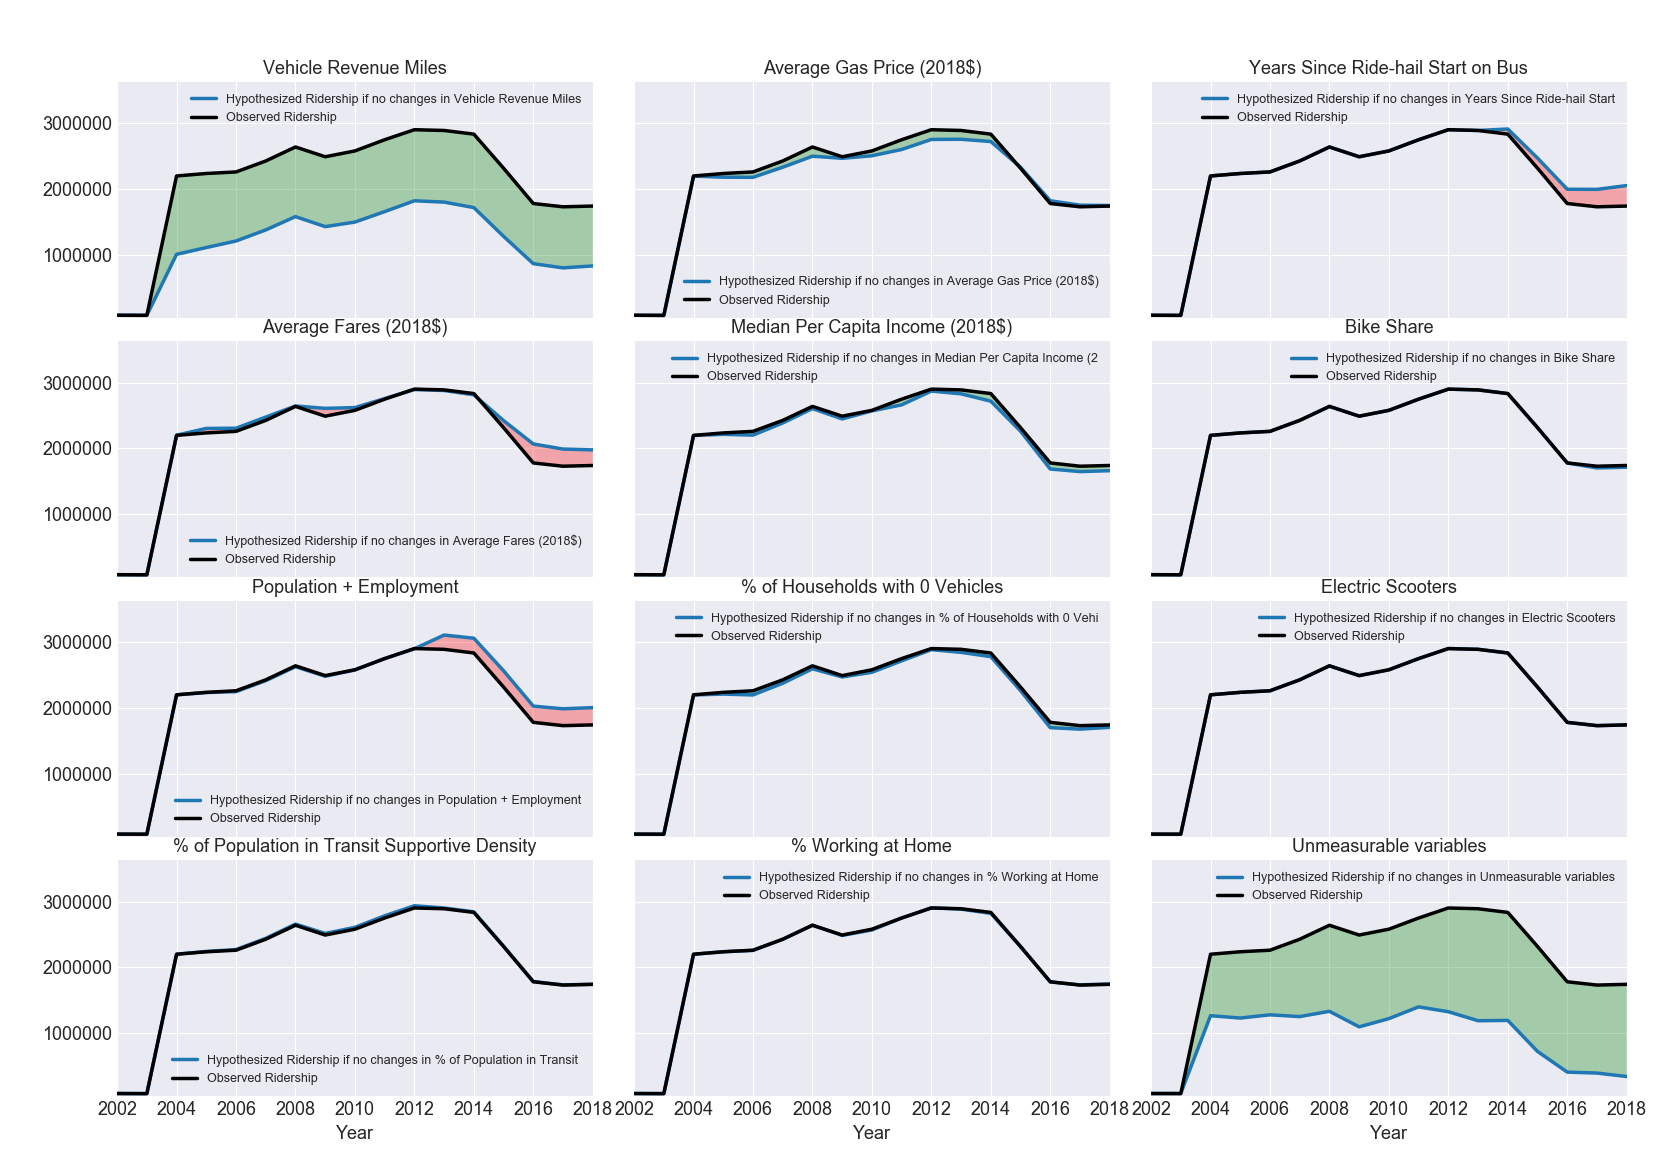 Vehicle Revenue Miles
Hypothesized Ridership if no changes in Vehicle Revenue Miles
Observed Ridership
3000000
2000000
1000000
Average Gas Price (2018$)
Hypothesized Ridership if no changes in Average Gas Price (2018$)
Observed Ridership
Years Since Ride-hail Start on Bus
Hypothesized Ridership if no changes in Years Since Ride-hail Start
Observed Ridership
Average Fares (2018$)
3000000
2000000
1000000
Hypothesized Ridership if no changes in Average Fares (2018$)
Observed Ridership
Median Per Capita Income (2018$)
Hypothesized Ridership if no changes in Median Per Capita Income (2
Observed Ridership
Bike Share
Hypothesized Ridership if no changes in Bike Share
Observed Ridership
Population + Employment
3000000
2000000
1000000
Hypothesized Ridership if no changes in Population + Employment
Observed Ridership
% of Households with 0 Vehicles
Hypothesized Ridership if no changes in % of Households with 0 Vehi
Observed Ridership
Electric Scooters
Hypothesized Ridership if no changes in Electric Scooters
Observed Ridership
% of Population in Transit Supportive Density
3000000
2000000
1000000
Hypothesized Ridership if no changes in % of Population in Transit
Observed Ridership
2002 2004 2006 2008 2010 2012 2014 2016 2018
Year
% Working at Home
Hypothesized Ridership if no changes in % Working at Home
Observed Ridership
2002 2004 2006 2008 2010 2012 2014 2016 2018
Year
Unmeasurable variables
Hypothesized Ridership if no changes in Unmeasurable variables
Observed Ridership
2002 2004 2006 2008 2010 2012 2014 2016 2018
Year